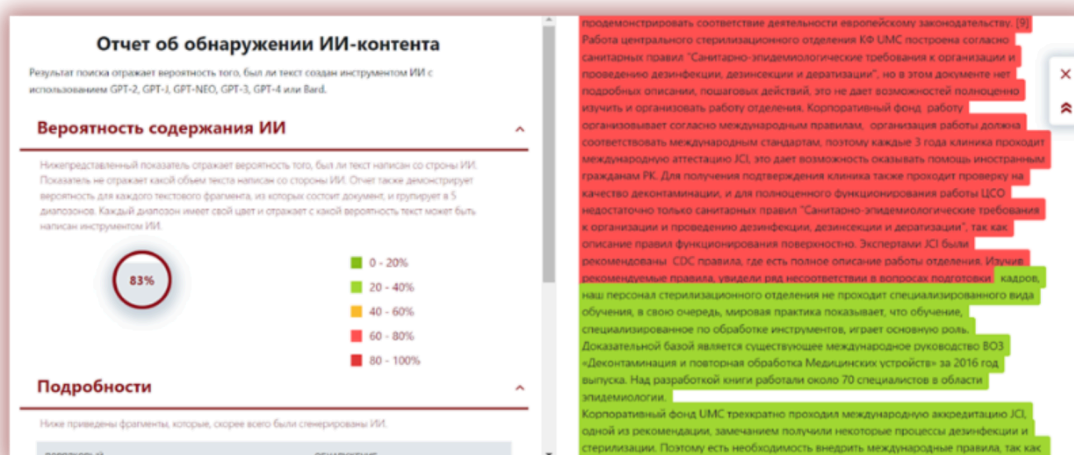 Отчет об обнаружении ИИ-контента
Результат поиска отражает вероятность того, был ли текст создан инструментом ИИ с
использованием GPT-2, GPT-J, GPT-NEO, GPT-3, GPT-4 или Bard.
Вероятность содержания ИИ
Нижепредставленный показатель отражает вероятность того, был ли текст написан со строны ИИ.
Показатель не отражает какой объем текста написан со стороны ИИ. Отчет также демонстрирует
вероятность для каждого текстового фрагмента, из которых состоит документ, и групирует в 5
диапозонов. Каждый диапозон имеет свой цвет и отражает с какой вероятность текст может быть
написан инструментом ИИ.
83%
0 - 20%
20 - 40%
40 - 60%
60 - 80%
80 - 100%
Подробности
Ниже приведены фрагменты, которые, скорее всего были сгенерированы ИИ.
продемонстрировать соответствие деятельности европейскому законодательству. [9]
Работа центрального стерилизационного отделения КФ UMC построена согласно
санитарных правил "Санитарно-эпидемиологические требования к организации и
проведению дезинфекции, дезинсекции и дератизации", но в этом документе нет
подробных описании, пошаговых действий, это не дает возможностей полноценно
изучить и организовать работу отделения. Корпоративный фонд работу
организовывает согласно международным правилам, организация работы должна
соответствовать международным стандартам, поэтому каждые 3 года клиника проходит
международную аттестацию JCI, это дает возможность оказывать помощь иностранным
гражданам РК. Для получения подтверждения клиника также проходит проверку на
качество деконтаминации, и для полноценного функционирования работы ЦСО
недостаточно только санитарных правил "Санитарно-эпидемиологические требования
к организации и проведению дезинфекции, дезинсекции и дератизации", так как
описание правил функционирования поверхностно. Экспертами JCI были
рекомендованы CDC правила, где есть полное описание работы отделения. Изучив
рекомендуемые правила, увидели ряд несоответствии в вопросах подготовки кадров,
наш персонал стерилизационного отделения не проходит специализированного вида
обучения, в свою очередь, мировая практика показывает, что обучение,
специализированное по обработке инструментов, играет основную роль.
Доказательной базой является существующее международное руководство ВОЗ
«Деконтаминация и повторная обработка Медицинских устройств» за 2016 год
выпуска. Над разработкой книги работали около 70 специалистов в области
эпидемиологии.
Корпоративный фонд UMC трехкратно проходил международную аккредитацию JCI,
одной из рекомендации, замечанием получили некоторые процессы дезинфекции и
стерилизации. Поэтому есть необходимость внедрить международные правила, так как